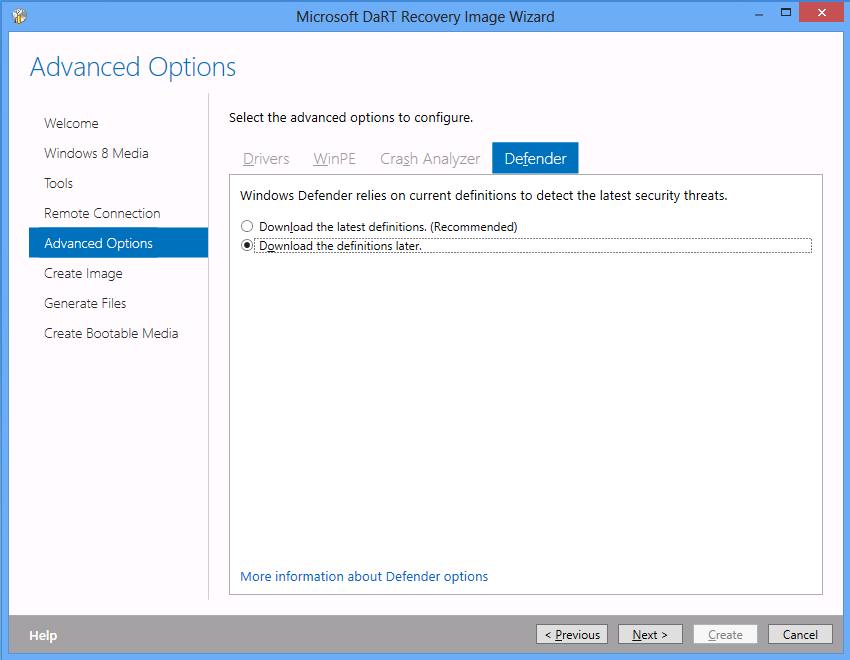 Microsoft DaRT Recovery Image Wizard
Advanced Options
Welcome
Windows 8 Media
Tools
Remote Connection
Advanced Options
Create Image
Generate Files
Create Bootable Media
Select the advanced options to configure.
Drivers WinPE Crash Analyzer Defender
Windows Defender relies on current definitions to detect the latest security threats.
Download the latest definitions. (Recommended)
Download the definitions later.
More information about Defender options
Help
< Previous Next > Create Cancel